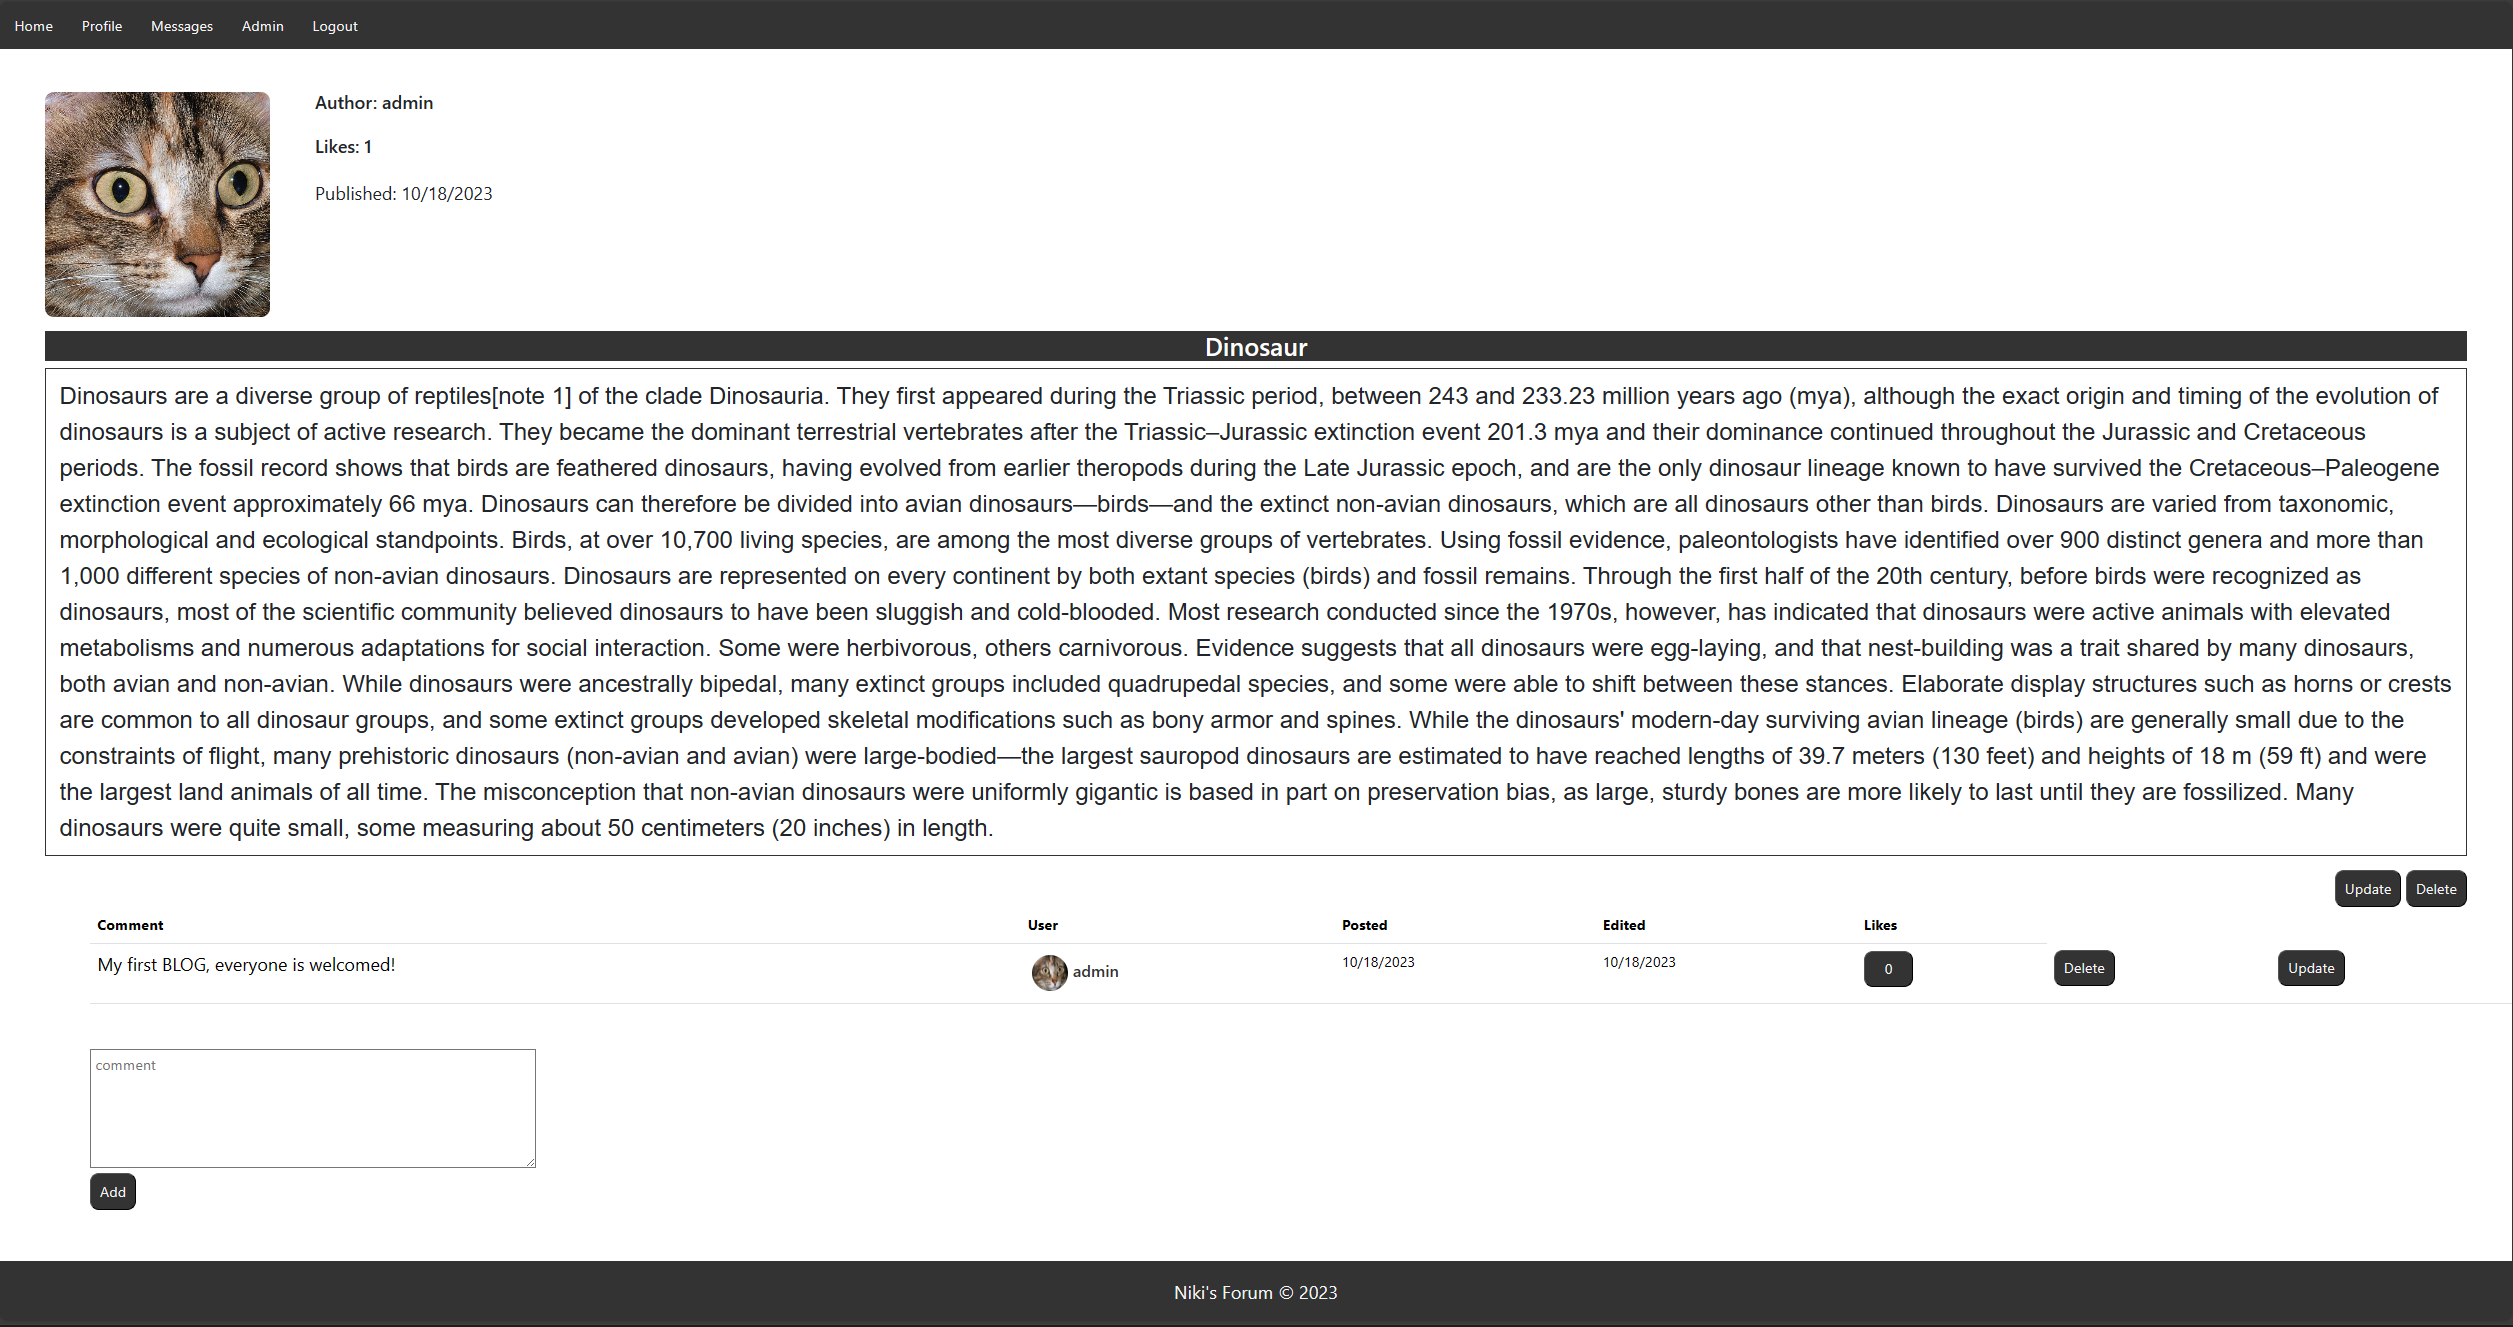 Home Profile Messages Admin Logout
Author: admin
Likes: 1
Published: 10/18/2023
Dinosaur
Dinosaurs are a diverse group of reptiles[note 1] of the clade Dinosauria. They first appeared during the Triassic period, between 243 and 233.23 million years ago (mya), although the exact origin and timing of the evolution of
dinosaurs is a subject of active research. They became the dominant terrestrial vertebrates after the Triassic–Jurassic extinction event 201.3 mya and their dominance continued throughout the Jurassic and Cretaceous
periods. The fossil record shows that birds are feathered dinosaurs, having evolved from earlier theropods during the Late Jurassic epoch, and are the only dinosaur lineage known to have survived the Cretaceous–Paleogene
extinction event approximately 66 mya. Dinosaurs can therefore be divided into avian dinosaurs—birds—and the extinct non-avian dinosaurs, which are all dinosaurs other than birds. Dinosaurs are varied from taxonomic,
morphological and ecological standpoints. Birds, at over 10,700 living species, are among the most diverse groups of vertebrates. Using fossil evidence, paleontologists have identified over 900 distinct genera and more than
1,000 different species of non-avian dinosaurs. Dinosaurs are represented on every continent by both extant species (birds) and fossil remains. Through the first half of the 20th century, before birds were recognized as
dinosaurs, most of the scientific community believed dinosaurs to have been sluggish and cold-blooded. Most research conducted since the 1970s, however, has indicated that dinosaurs were active animals with elevated
metabolisms and numerous adaptations for social interaction. Some were herbivorous, others carnivorous. Evidence suggests that all dinosaurs were egg-laying, and that nest-building was a trait shared by many dinosaurs,
both avian and non-avian. While dinosaurs were ancestrally bipedal, many extinct groups included quadrupedal species, and some were able to shift between these stances. Elaborate display structures such as horns or crests
are common to all dinosaur groups, and some extinct groups developed skeletal modifications such as bony armor and spines. While the dinosaurs' modern-day surviving avian lineage (birds) are generally small due to the
constraints of flight, many prehistoric dinosaurs (non-avian and avian) were large-bodied—the largest sauropod dinosaurs are estimated to have reached lengths of 39.7 meters (130 feet) and heights of 18 m (59 ft) and were
the largest land animals of all time. The misconception that non-avian dinosaurs were uniformly gigantic is based in part on preservation bias, as large, sturdy bones are more likely to last until they are fossilized. Many
dinosaurs were quite small, some measuring about 50 centimeters (20 inches) in length.
Update Delete
Comment User Posted Edited Likes
My first BLOG, everyone is welcomed! admin 10/18/2023 10/18/2023 0 Delete Update
comment
Add
Niki's Forum © 2023